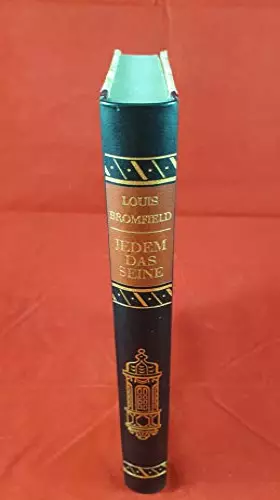 LOUIS
BROMFIELD
JEDEM
DAS
SEINE